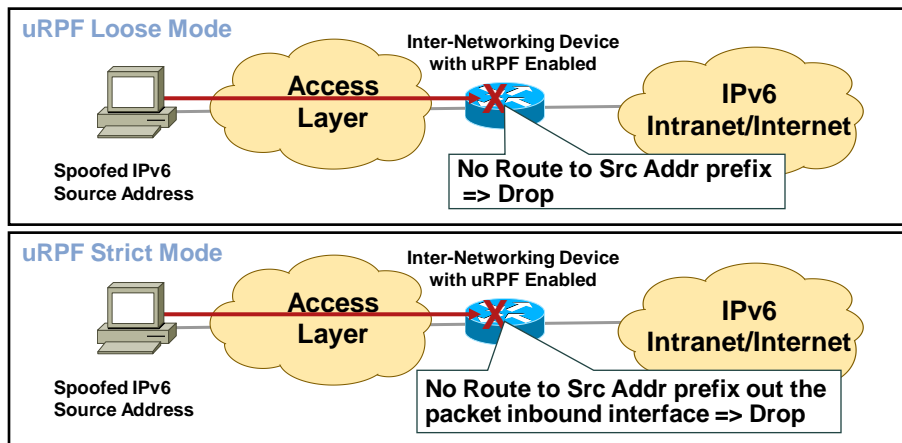 uRPF Loose Mode
Inter-Networking Device
with uRPF Enabled
Access
Layer
IPv6
Intranet/Internet
Spoofed IPv6
Source Address
No Route to Src Addr prefix
=> Drop
uRPF Strict Mode
Inter-Networking Device
with uRPF Enabled
Access
Layer
IPv6
Intranet/Internet
Spoofed IPv6
Source Address
No Route to Src Addr prefix out the
packet inbound interface => Drop